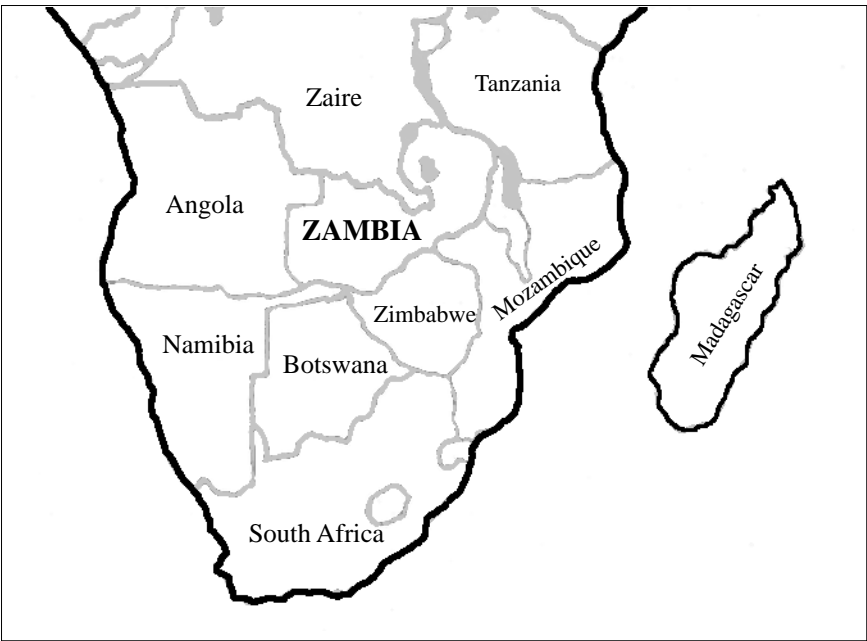 Tanzania
Zaire
Angola
ZAMBIA
Mozambique
Madagascar
Zimbabwe
Namibia
Botswana
South Africa